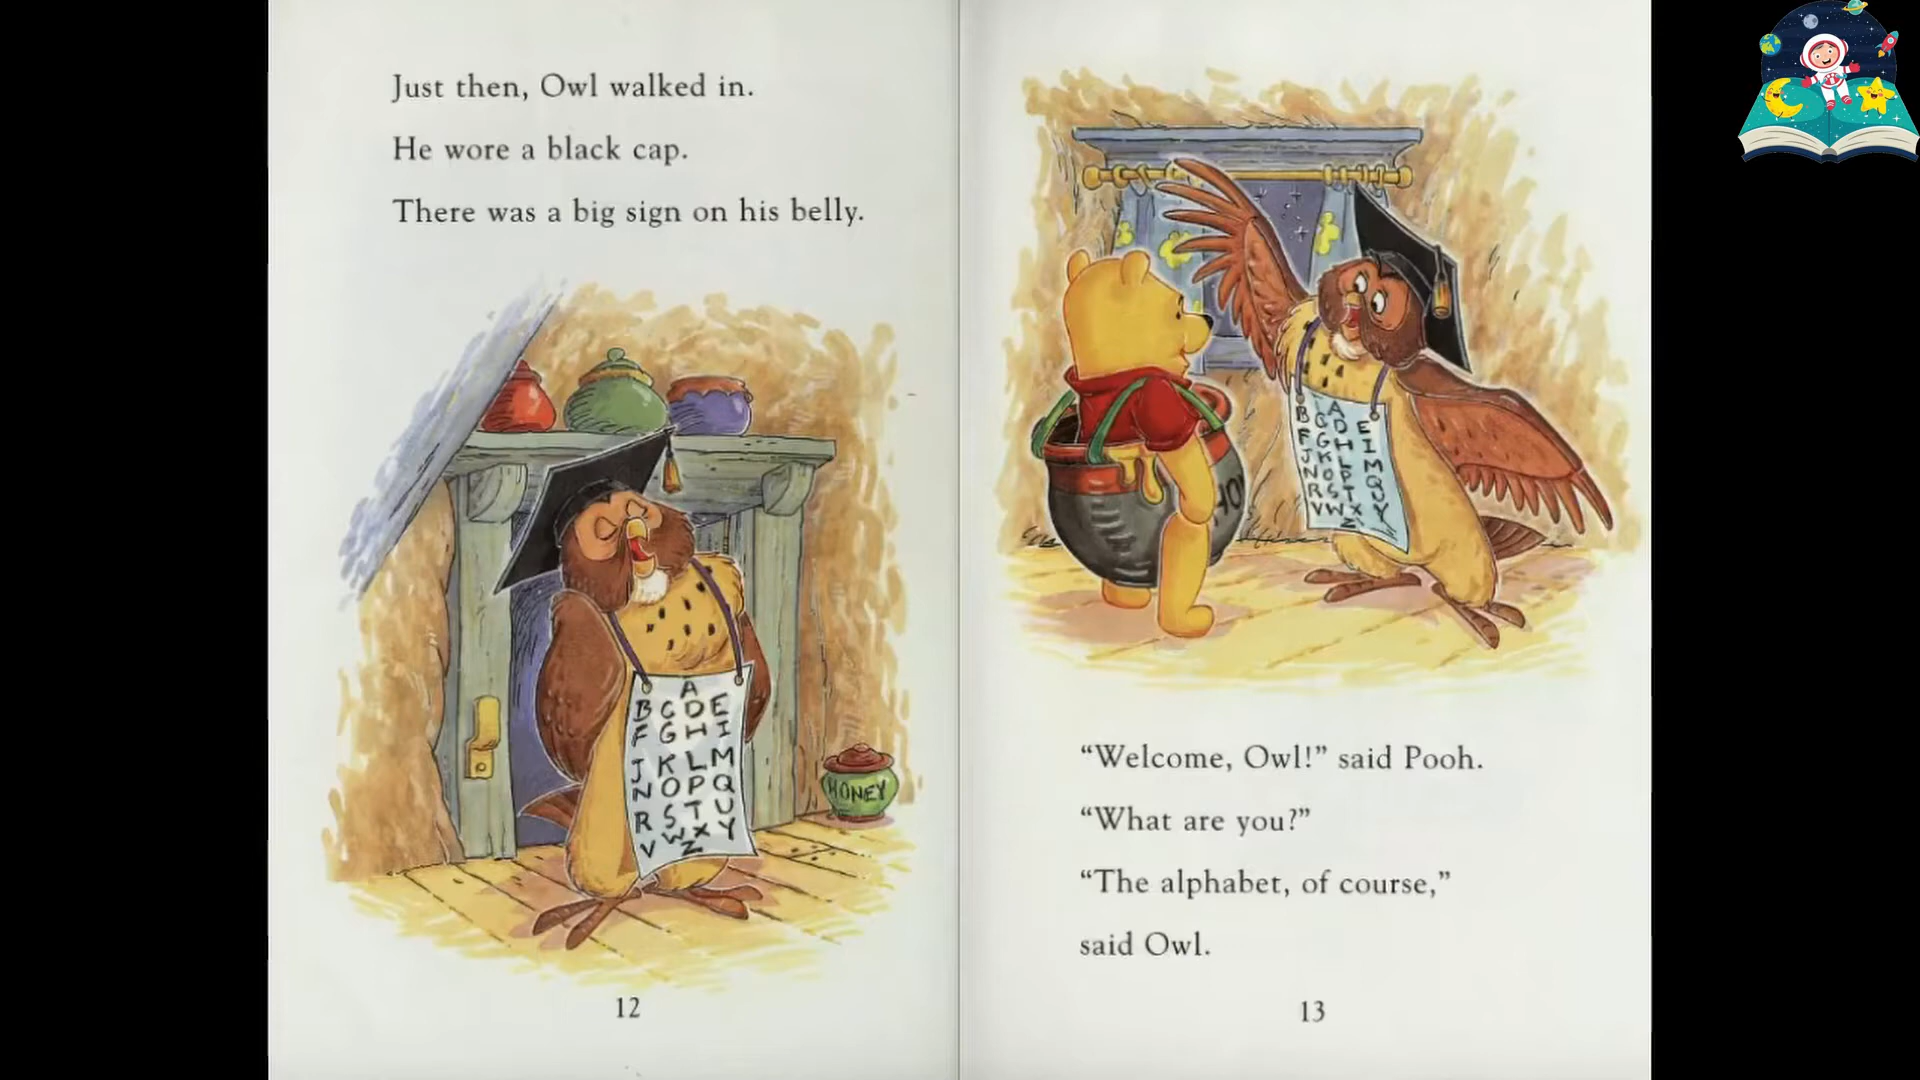 Just then, Owl walked in.
He wore a black cap.
There was a big sign on his belly.
A
B C D E
F G H I
J K L M
N O P Q
R S T U
V W X Y
Z
HONEY
12
B C A
F G D E
J K H I
N O L M
R S P Q
V W T U
X Y
Z
HO
“Welcome, Owl!” said Pooh.
“What are you?”
“The alphabet, of course,”
said Owl.
13